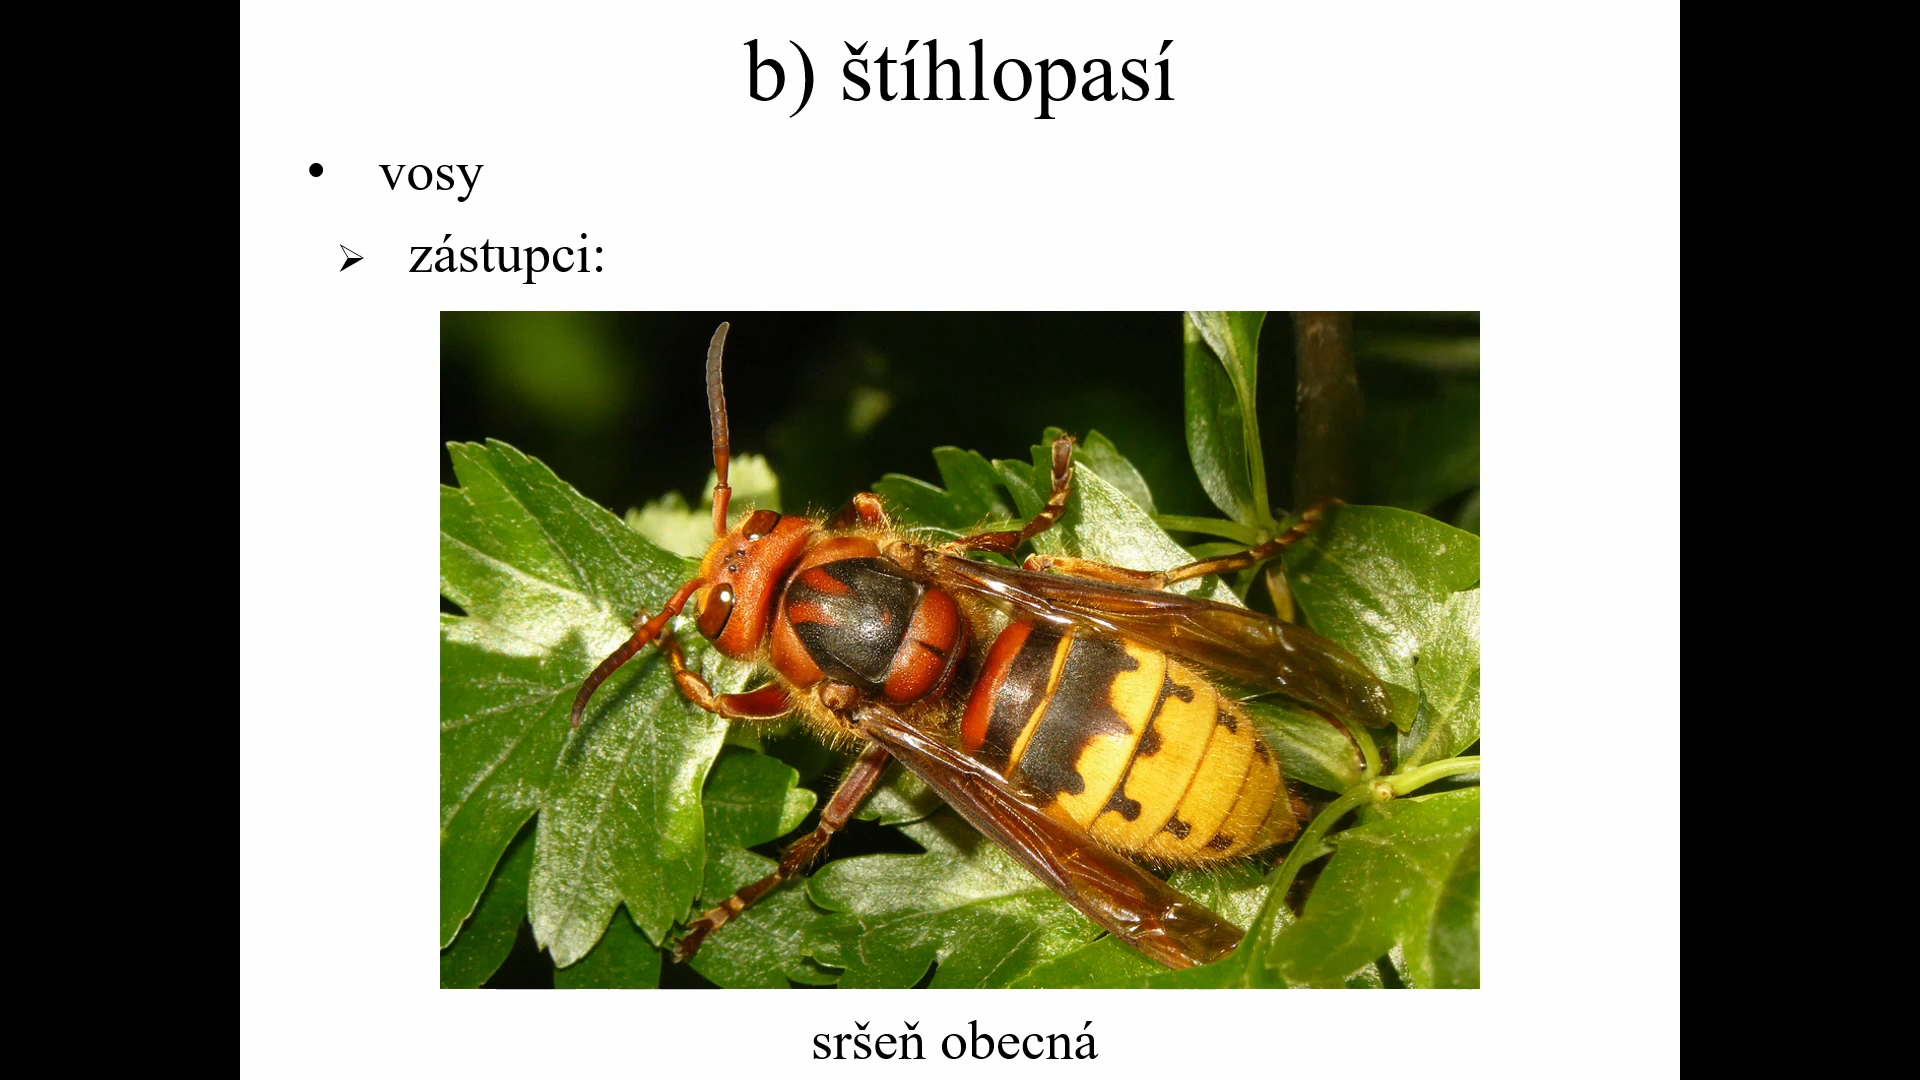 b) štíhlopasí
• vosy
➢ zástupci:
sršeň obecná